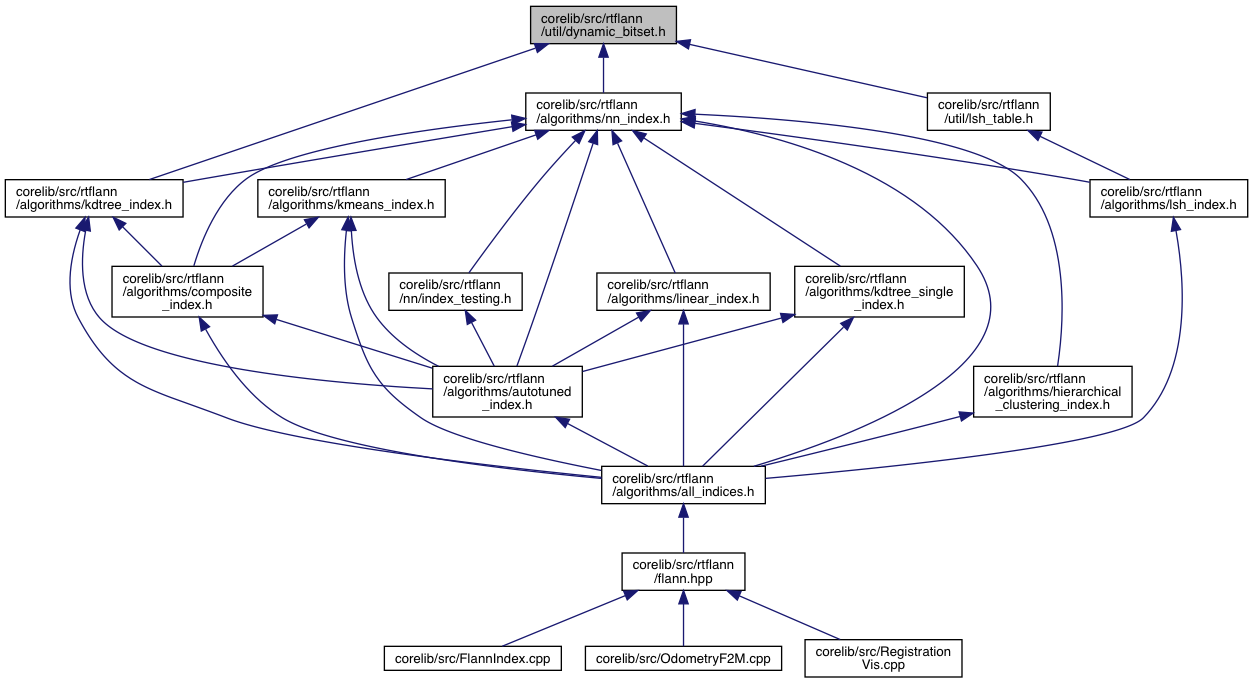 corelib/src/rtflann
/util/dynamic_bitset.h
corelib/src/rtflann
/algorithms/nn_index.h
corelib/src/rtflann
/util/lsh_table.h
corelib/src/rtflann
/algorithms/kdtree_index.h
corelib/src/rtflann
/algorithms/kmeans_index.h
corelib/src/rtflann
/algorithms/lsh_index.h
corelib/src/rtflann
/algorithms/composite
_index.h
corelib/src/rtflann
/nn/index_testing.h
corelib/src/rtflann
/algorithms/linear_index.h
corelib/src/rtflann
/algorithms/kdtree_single
_index.h
corelib/src/rtflann
/algorithms/autotuned
_index.h
corelib/src/rtflann
/algorithms/hierarchical
_clustering_index.h
corelib/src/rtflann
/algorithms/all_indices.h
corelib/src/rtflann
/flann.hpp
corelib/src/FlannIndex.cpp
corelib/src/OdometryF2M.cpp
corelib/src/Registration
Vis.cpp